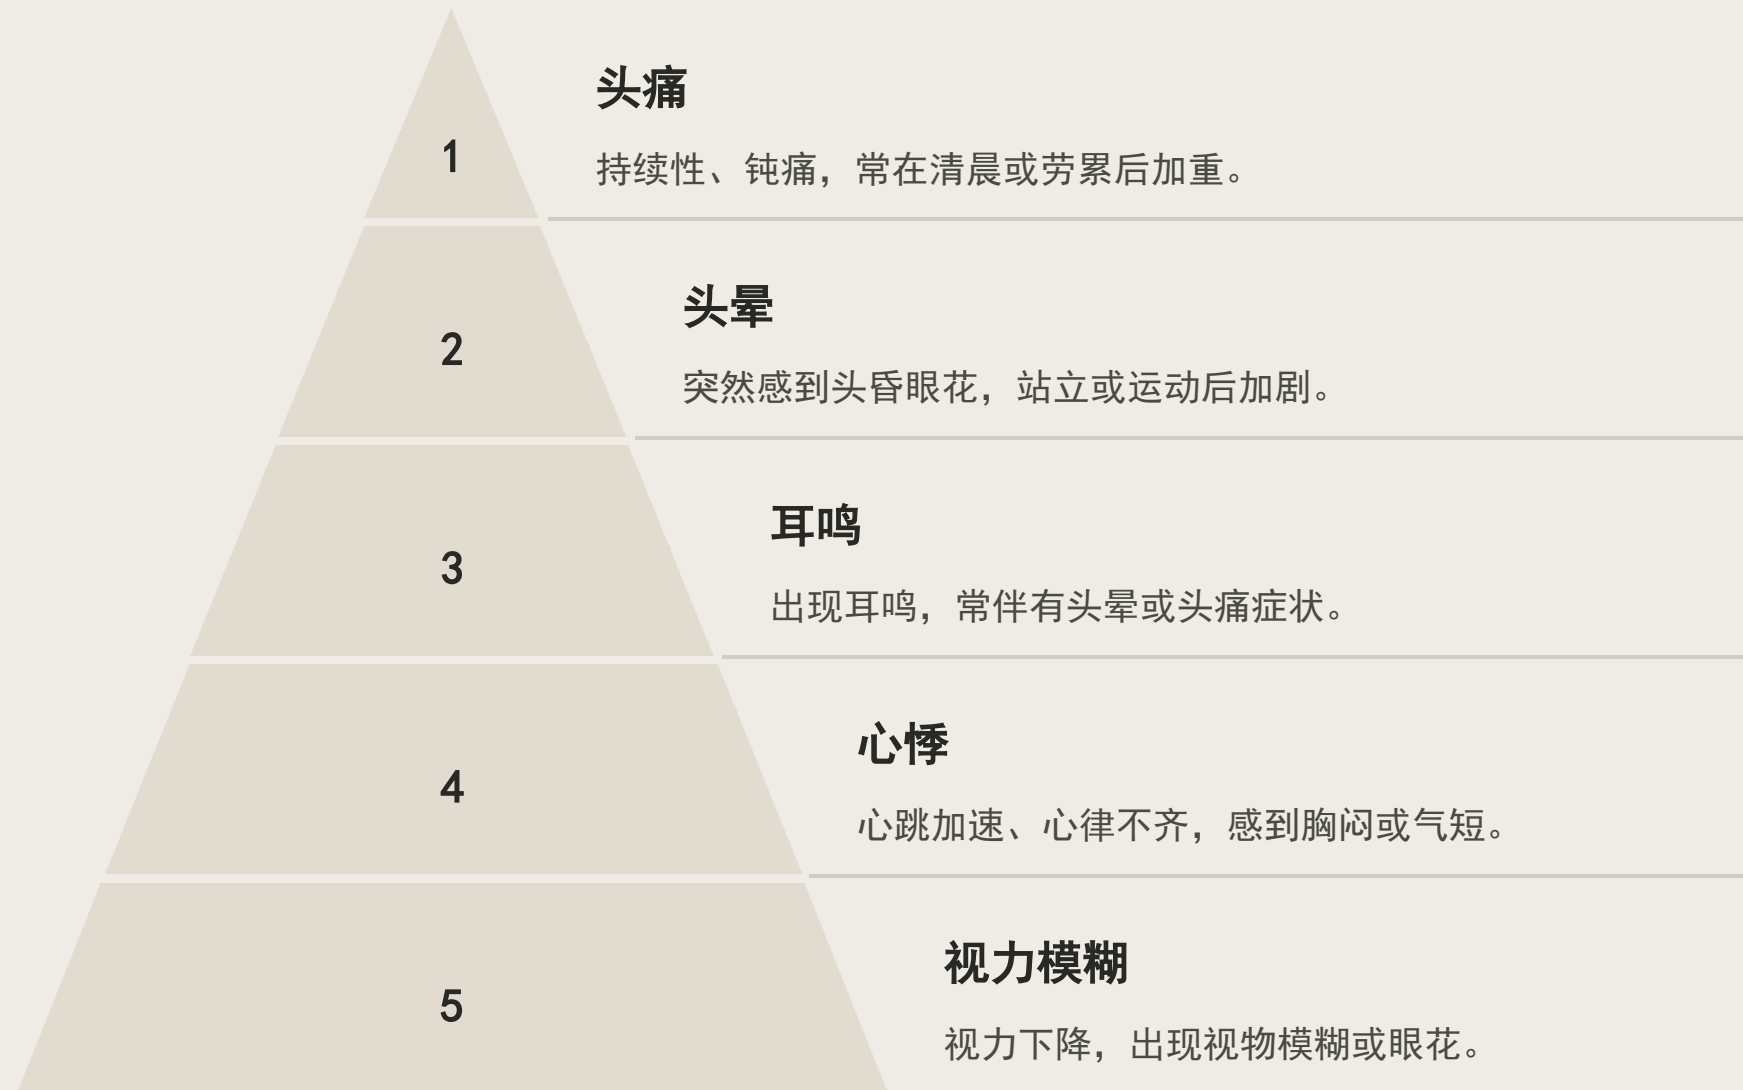 1
头痛
持续性、钝痛，常在清晨或劳累后加重。
2
头晕
突然感到头昏眼花，站立或运动后加剧。
3
耳鸣
出现耳鸣，常伴有头晕或头痛症状。
4
心悸
心跳加速、心律不齐，感到胸闷或气短。
5
视力模糊
视力下降，出现视物模糊或眼花。